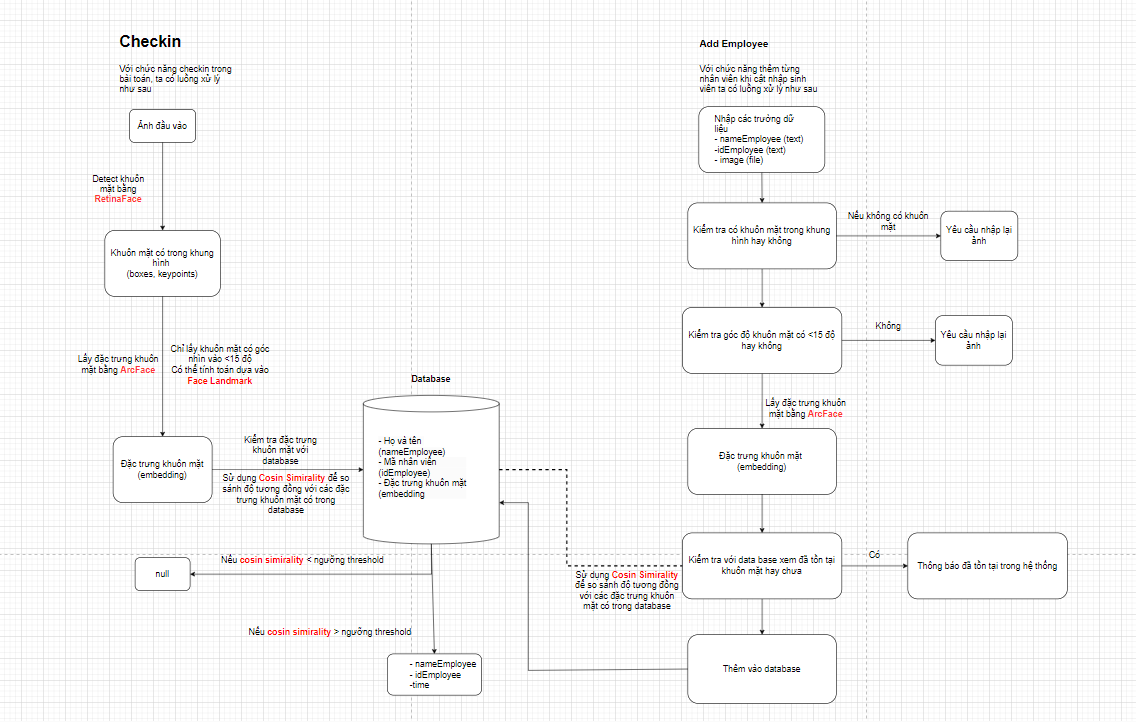 Checkin
Với chức năng checkin trong
bài toán, ta có luồng xử lý
như sau
Ảnh đầu vào
Detect khuôn
mặt bằng
RetinaFace
Khuôn mặt có trong khung
hình
(boxes, keypoints)
Lấy đặc trưng khuôn
mặt bằng ArcFace
Chỉ lấy khuôn mặt có góc
nhìn vào <15 độ
Có thể tính toán dựa vào
Face Landmark
Đặc trưng khuôn mặt
(embedding)
Kiểm tra đặc trưng
khuôn mặt với
database
Sử dụng Cosin Simirality để so
sánh độ tương đồng với các đặc
trưng khuôn mặt có trong
database
Database
- Họ và tên
(nameEmployee)
- Mã nhân viên
(idEmployee)
- Đặc trưng khuôn mặt
(embedding
Nếu cosin simirality < ngưỡng threshold
null
Nếu cosin simirality > ngưỡng threshold
- nameEmployee
- idEmployee
-time
Add Employee
Với chức năng thêm từng
nhân viên khi cật nhập sinh
viên ta có luồng xử lý như sau
Nhập các trường dữ
liệu
- nameEmployee (text)
-idEmployee (text)
- image (file)
Kiểm tra có khuôn mặt trong khung
hình hay không
Nếu không có khuôn
mặt
Yêu cầu nhập lại
ảnh
Kiểm tra góc độ khuôn mặt có <15 độ
hay không
Không
Yêu cầu nhập lại
ảnh
Lấy đặc trưng khuôn
mặt bằng ArcFace
Đặc trưng khuôn mặt
(embedding)
Kiểm tra với data base xem đã tồn tại
khuôn mặt hay chưa
Có
Thông báo đã tồn tại trong hệ thống
Sử dụng Cosin Simirality
để so sánh độ tương đồng
với các đặc trưng khuôn
mặt có trong database
Thêm vào database